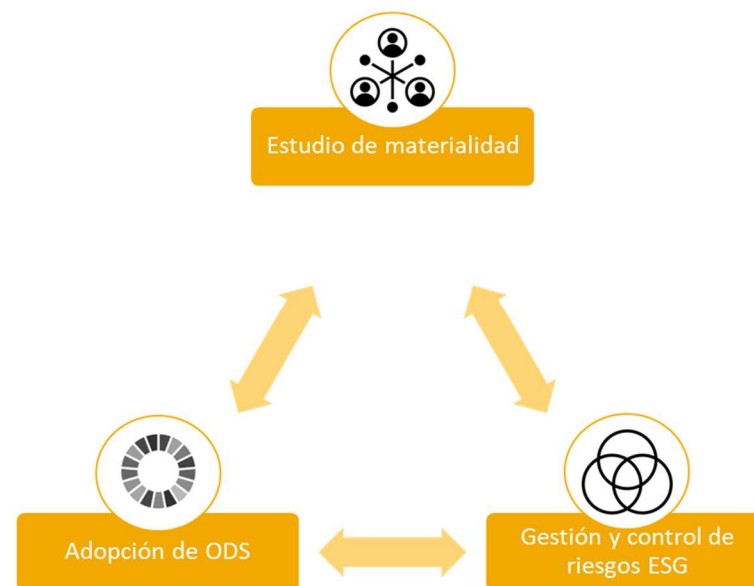 Estudio de materialidad
Adopción de ODS
Gestión y control de
riesgos ESG